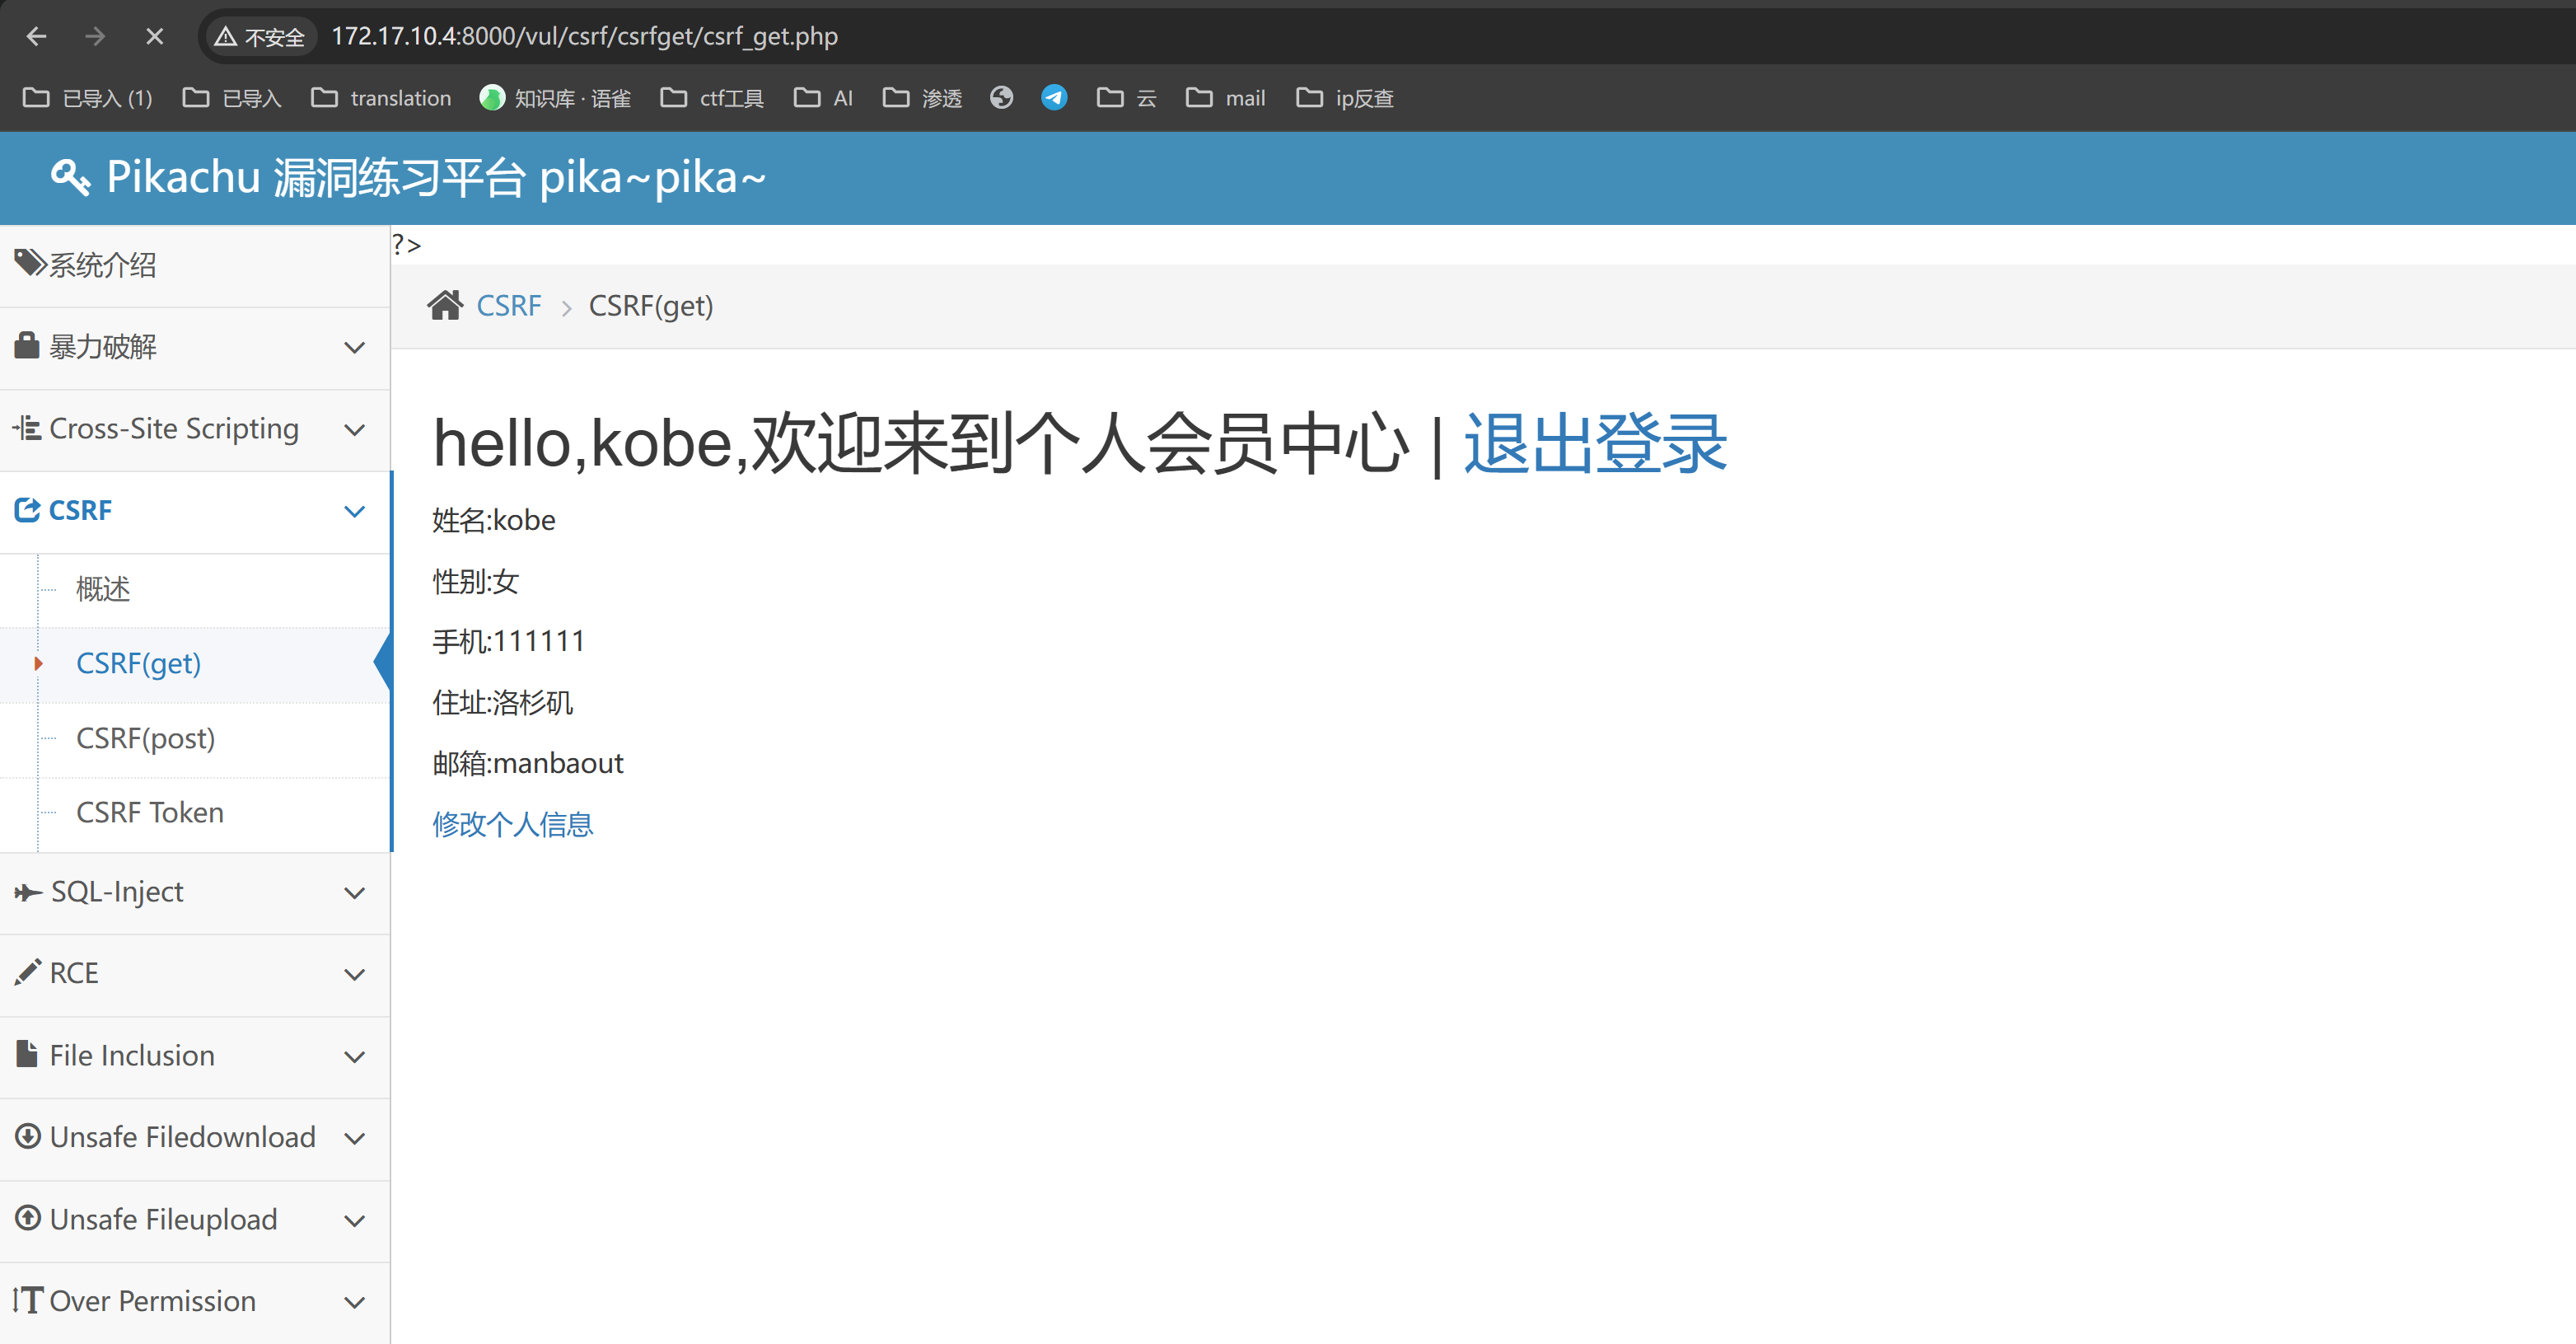 不安全 172.17.10.4:8000/vul/csrf/csrfget/csrf_get.php
已导入 (1) 已导入 translation 知识库 · 语雀 ctf工具 AI 渗透 云 mail ip反查
Pikachu 漏洞练习平台 pika~pika~
系统介绍
暴力破解
Cross-Site Scripting
CSRF
概述
CSRF(get)
CSRF(post)
CSRF Token
SQL-Inject
RCE
File Inclusion
Unsafe Filedownload
Unsafe Fileupload
Over Permission
?>
CSRF > CSRF(get)
hello,kobe,欢迎来到个人会员中心 | 退出登录
姓名:kobe
性别:女
手机:111111
住址:洛杉矶
邮箱:manbaout
修改个人信息